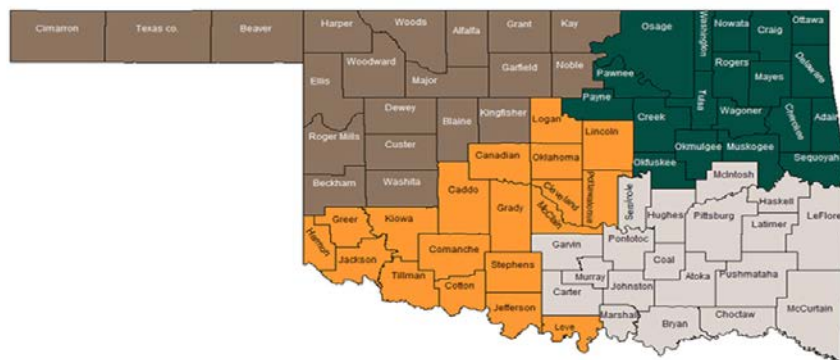 Cimarron
Texas co.
Beaver
Harper
Woods
Alfalfa
Grant
Kay
Osage
Washington
Nowata
Craig
Ottawa
Ellis
Woodward
Major
Garfield
Noble
Pawnee
Rogers
Mayes
Delaware
Dewey
Blaine
Kingfisher
Logan
Payne
Creek
Tulsa
Wagoner
Cherokee
Adair
Roger Mills
Custer
Canadian
Oklahoma
Lincoln
Okfuskee
Okmulgee
Muskogee
Sequoyah
Beckham
Washita
Caddo
Grady
Cleveland
McClain
Pottawatomie
Seminole
Hughes
McIntosh
Pittsburg
Haskell
Latimer
LeFlore
Harmon
Greer
Kiowa
Comanche
Garvin
Pontotoc
Coal
Jackson
Tillman
Cotton
Stephens
Murray
Carter
Johnston
Atoka
Pushmataha
McCurtain
Jefferson
Love
Marshall
Bryan
Choctaw